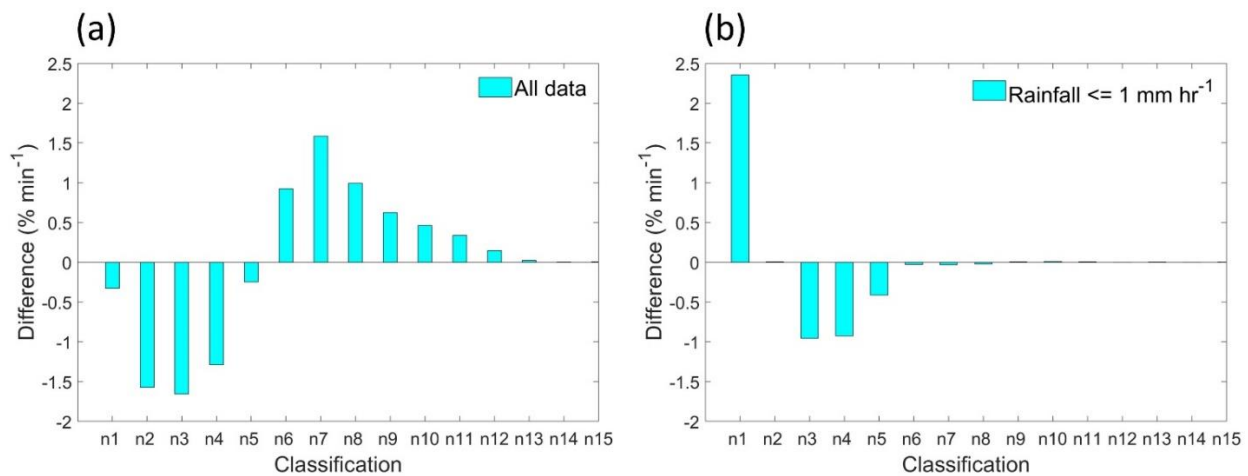 (a)
All data
2.5
2
1.5
1
0.5
0
-0.5
-1
-1.5
-2
Difference (% min⁻¹)
n1 n2 n3 n4 n5 n6 n7 n8 n9 n10 n11 n12 n13 n14 n15
Classification
(b)
Rainfall <= 1 mm hr⁻¹
2.5
2
1.5
1
0.5
0
-0.5
-1
-1.5
-2
Difference (% min⁻¹)
n1 n2 n3 n4 n5 n6 n7 n8 n9 n10 n11 n12 n13 n14 n15
Classification